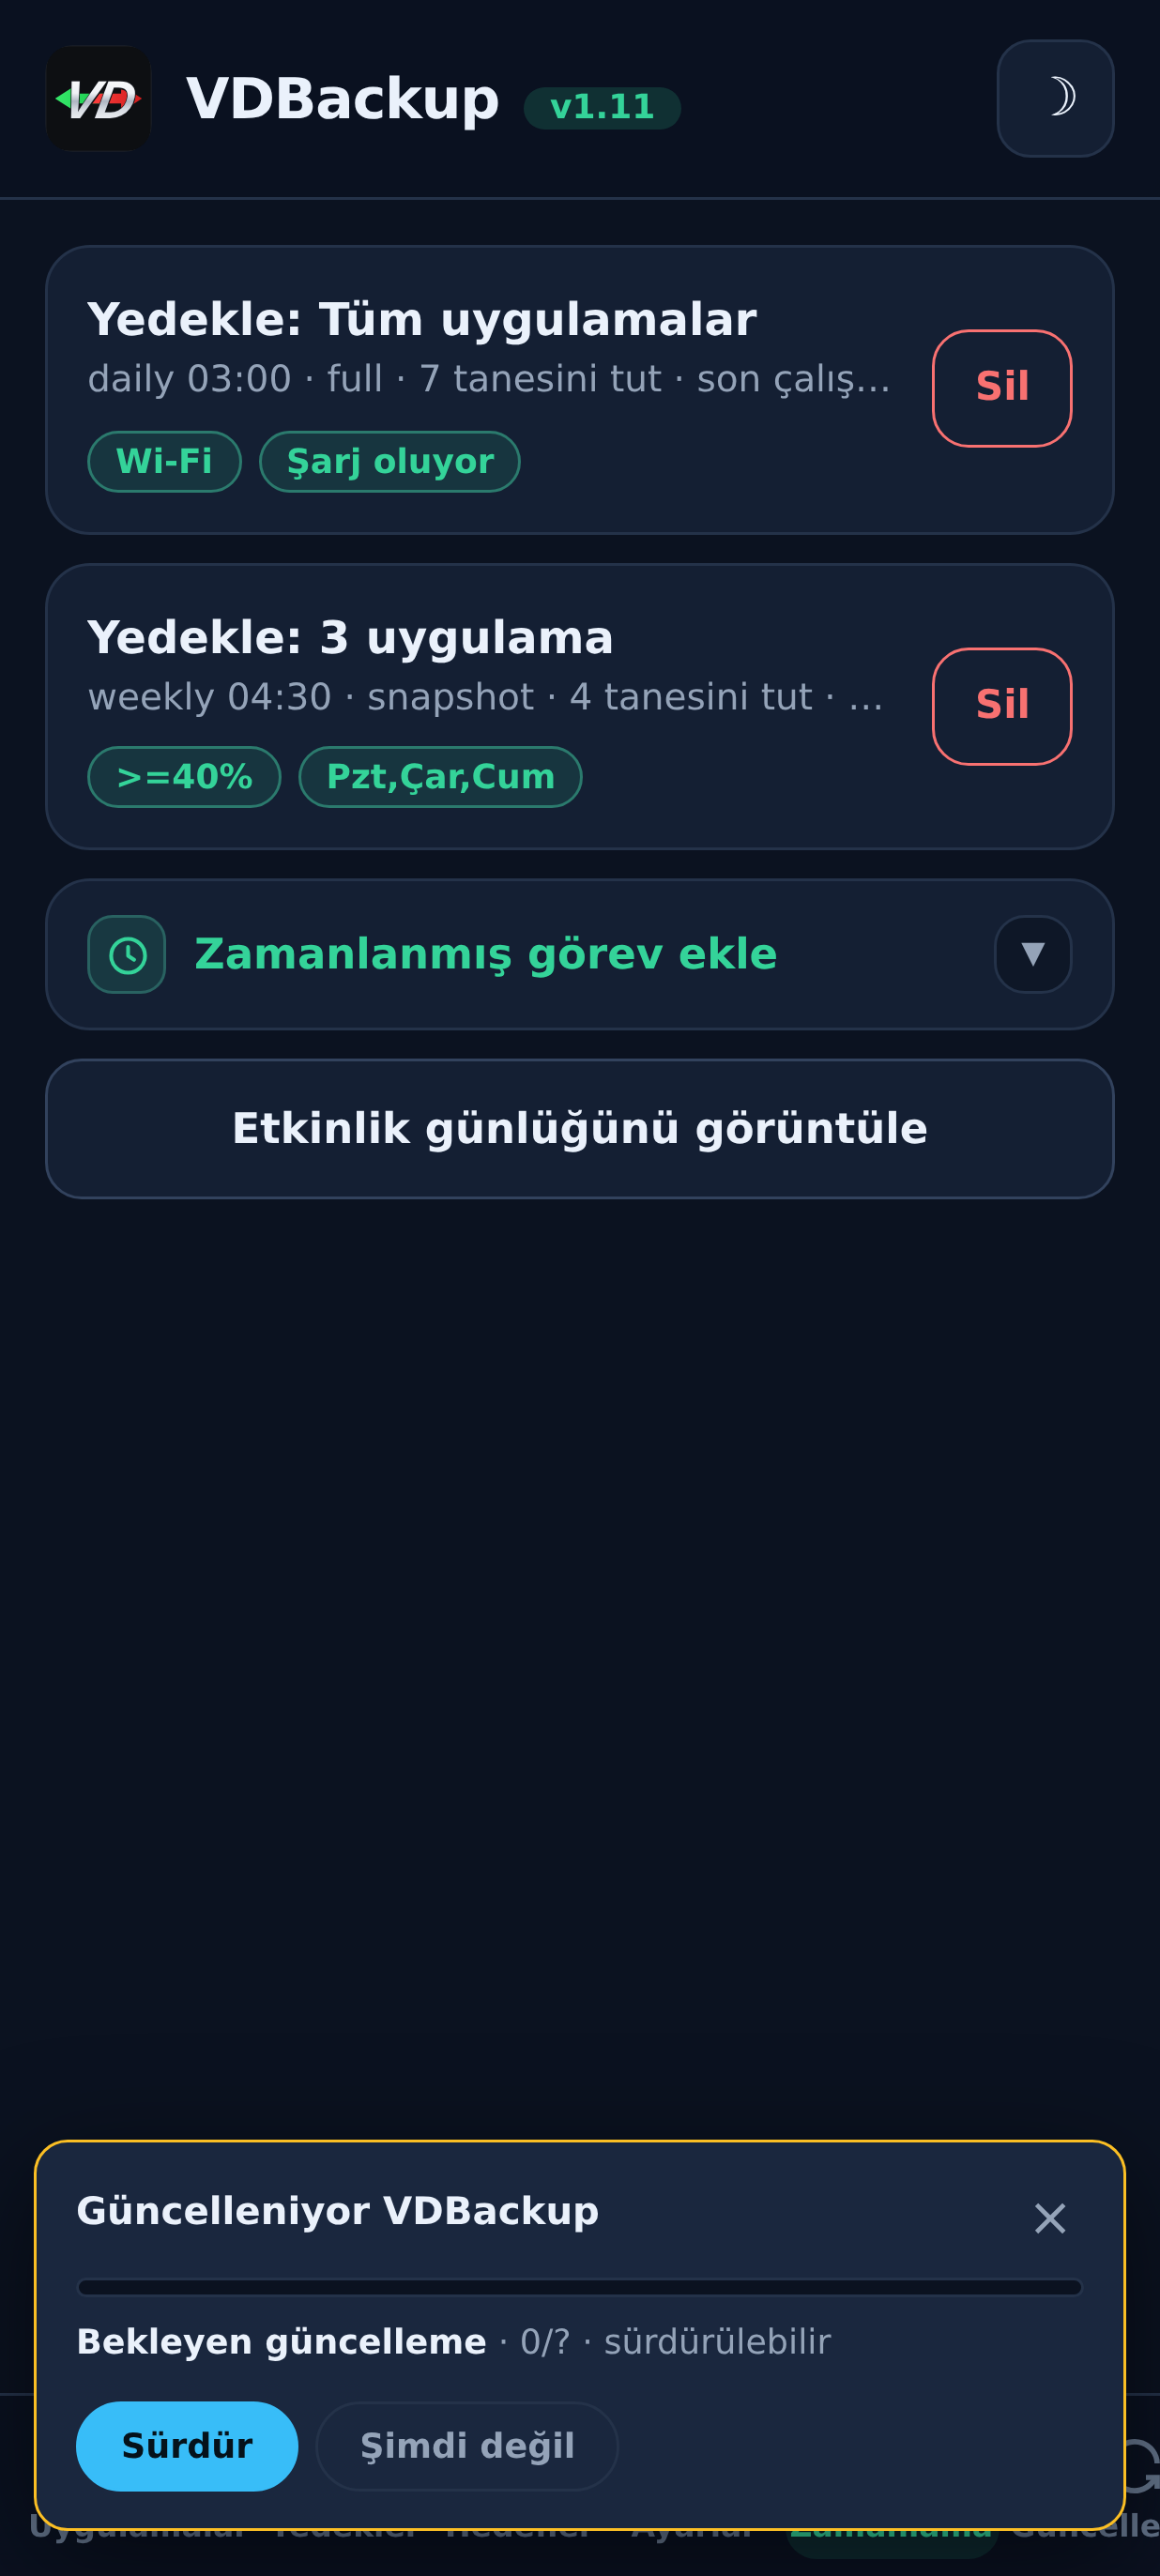 VD
VDBackup v1.11
Yedekle: Tüm uygulamalar
daily 03:00 · full · 7 tanesini tut · son çalış...
Sil
Wi-Fi
Şarj oluyor
Yedekle: 3 uygulama
weekly 04:30 · snapshot · 4 tanesini tut · ...
Sil
>=40%
Pzt,Çar,Cum
Zamanlanmış görev ekle
Etkinlik günlüğünü görüntüle
Güncelleniyor VDBackup
Bekleyen güncelleme · 0/? · sürdürülebilir
Sürdür
Şimdi değil